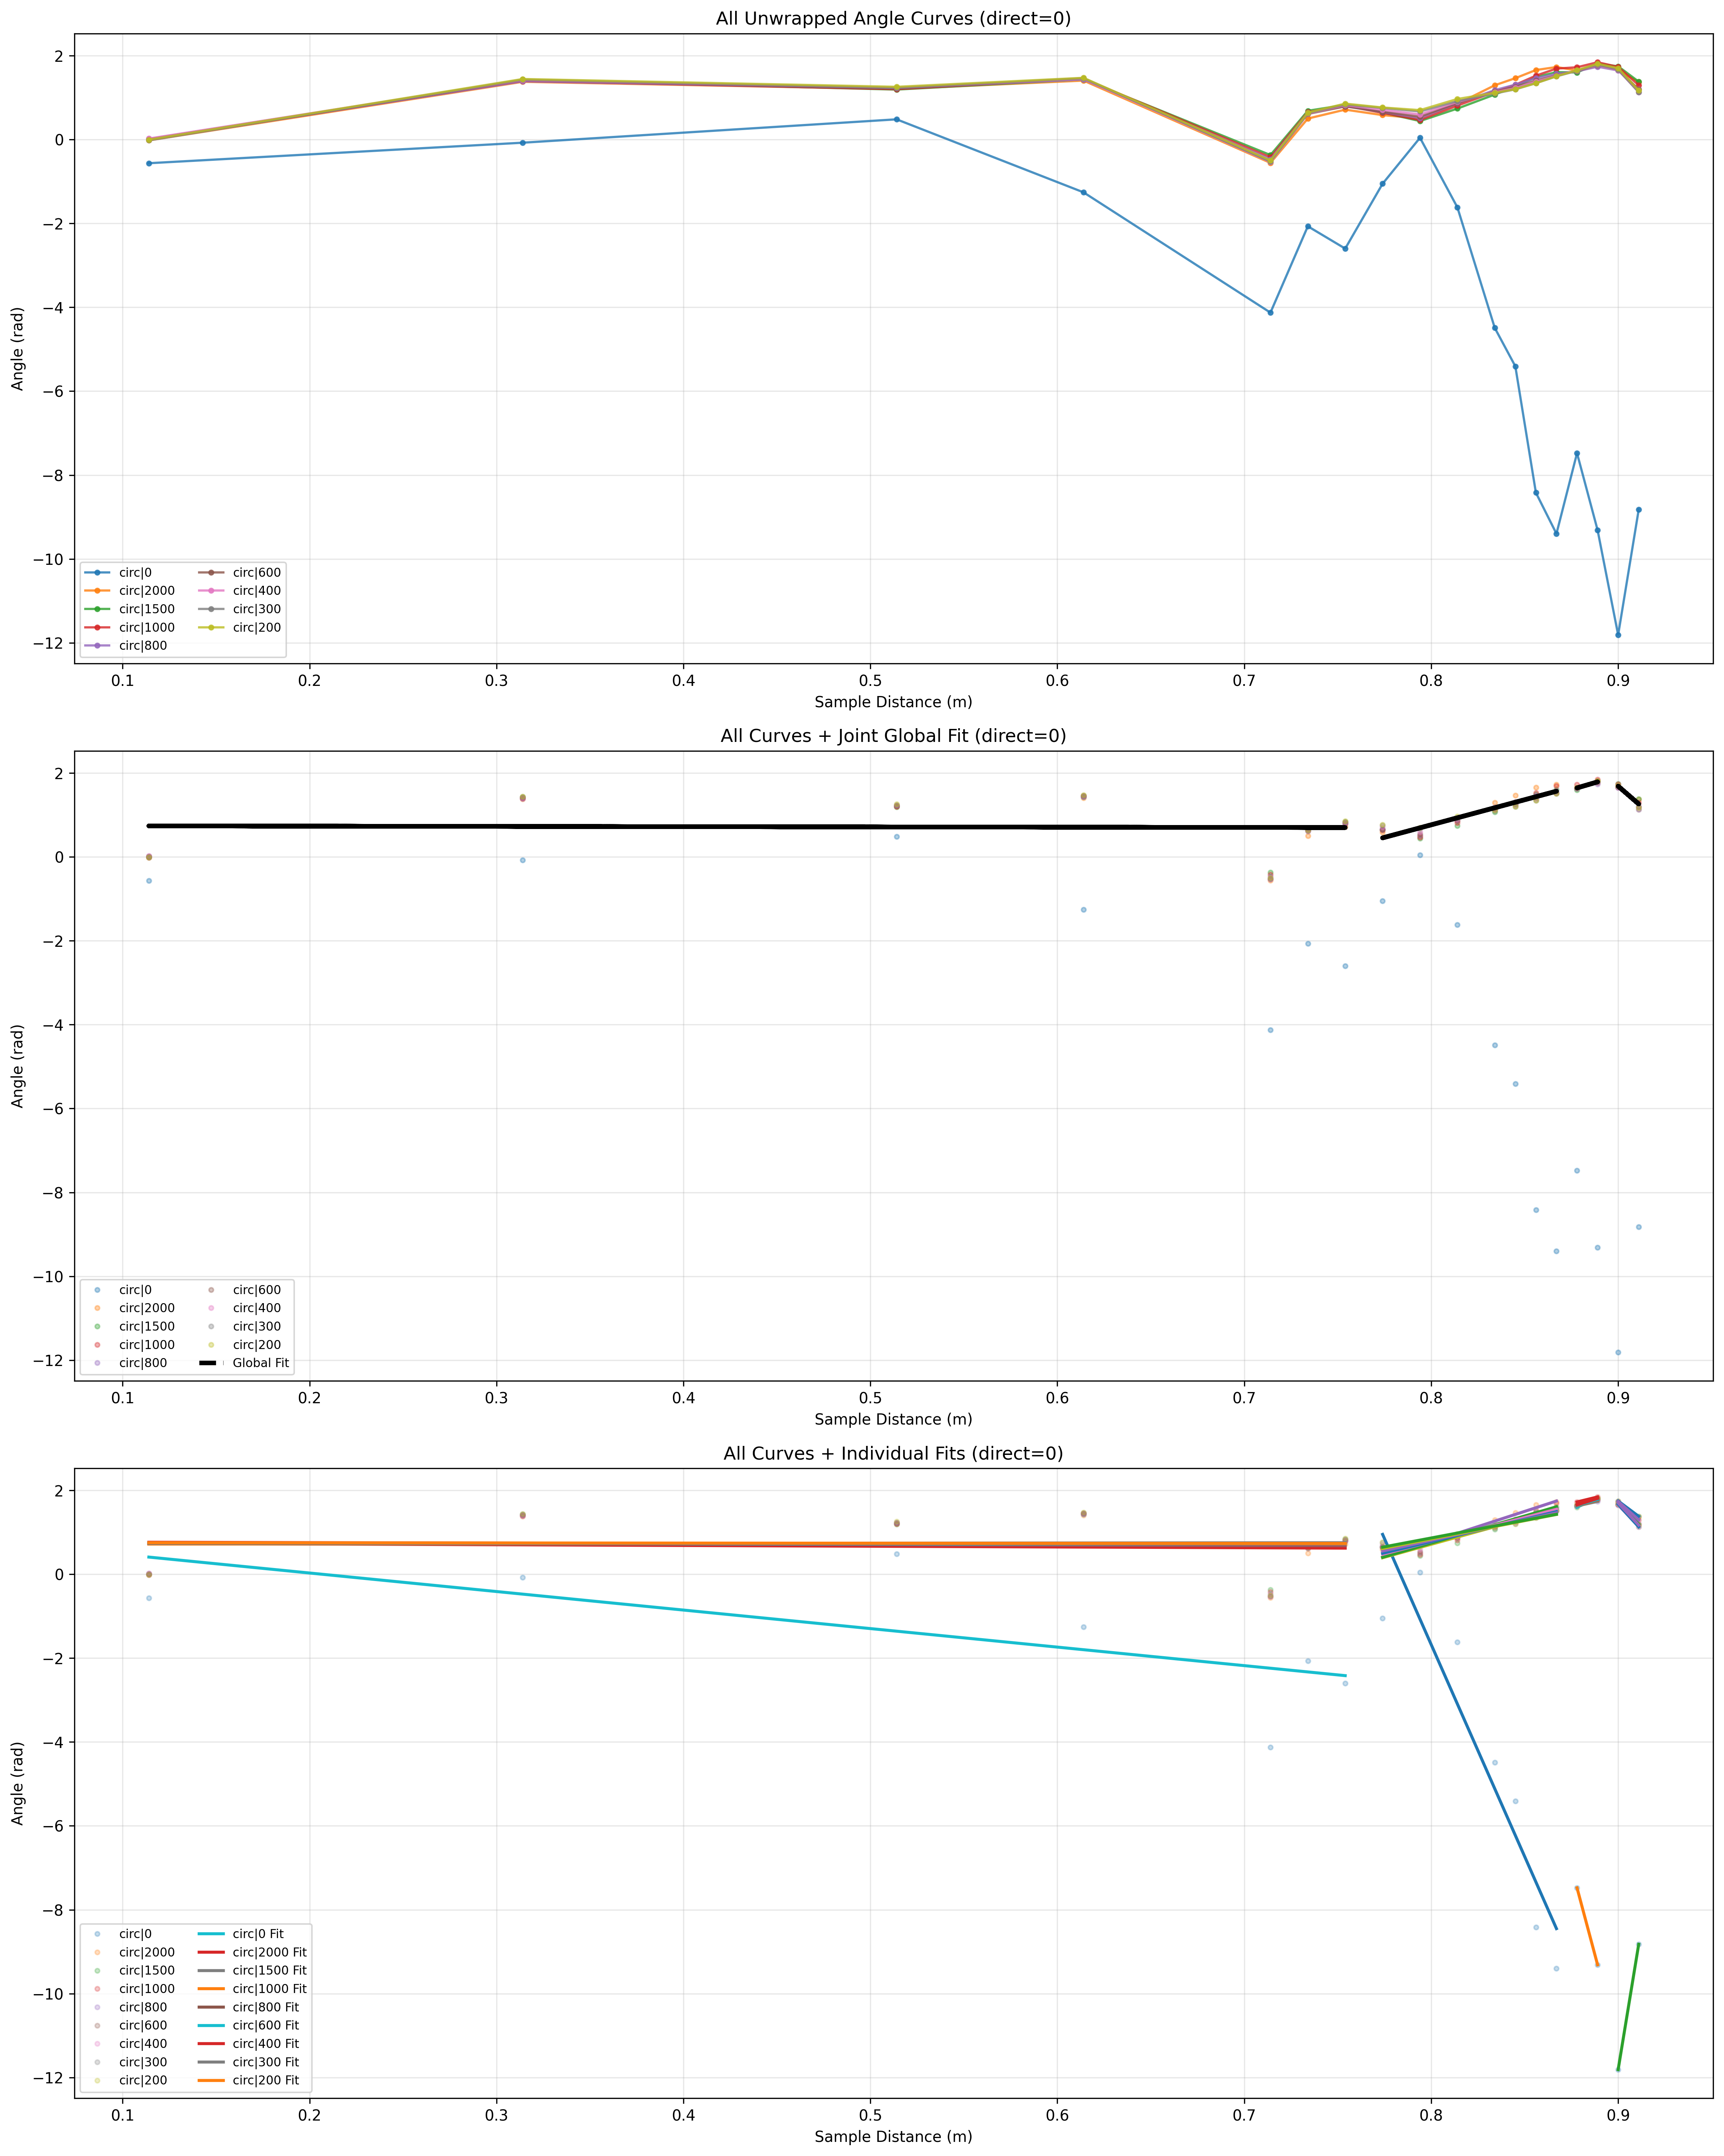 All Unwrapped Angle Curves (direct=0)
2
0
−2
−4
−6
−8
−10
−12
Angle (rad)
circ|0
circ|2000
circ|1500
circ|1000
circ|800
circ|600
circ|400
circ|300
circ|200
0.1 0.2 0.3 0.4 0.5 0.6 0.7 0.8 0.9
Sample Distance (m)
All Curves + Joint Global Fit (direct=0)
2
0
−2
−4
−6
−8
−10
−12
Angle (rad)
circ|0
circ|2000
circ|1500
circ|1000
circ|800
circ|600
circ|400
circ|300
circ|200
Global Fit
0.1 0.2 0.3 0.4 0.5 0.6 0.7 0.8 0.9
Sample Distance (m)
All Curves + Individual Fits (direct=0)
2
0
−2
−4
−6
−8
−10
−12
Angle (rad)
circ|0
circ|2000
circ|1500
circ|1000
circ|800
circ|600
circ|400
circ|300
circ|200
circ|0 Fit
circ|2000 Fit
circ|1500 Fit
circ|1000 Fit
circ|800 Fit
circ|600 Fit
circ|400 Fit
circ|300 Fit
circ|200 Fit
0.1 0.2 0.3 0.4 0.5 0.6 0.7 0.8 0.9
Sample Distance (m)